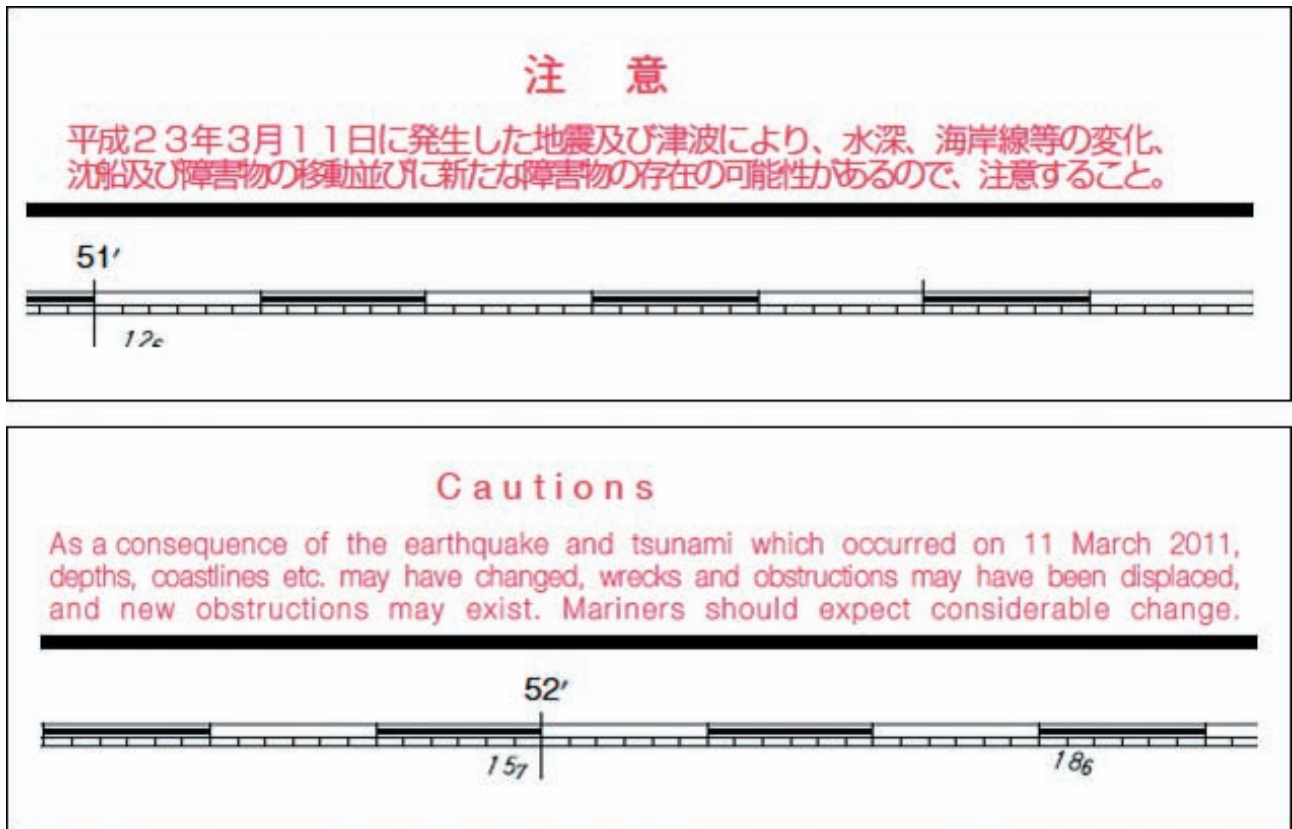 注 意
平成２３年３月１１日に発生した地震及び津波により、水深、海岸線等の変化、
沈船及び障害物の移動並びに新たな障害物の存在の可能性があるので、注意すること。
51′
Cautions
As a consequence of the earthquake and tsunami which occurred on 11 March 2011,
depths, coastlines etc. may have changed, wrecks and obstructions may have been displaced,
and new obstructions may exist. Mariners should expect considerable change.
52′
15₇ 18₆